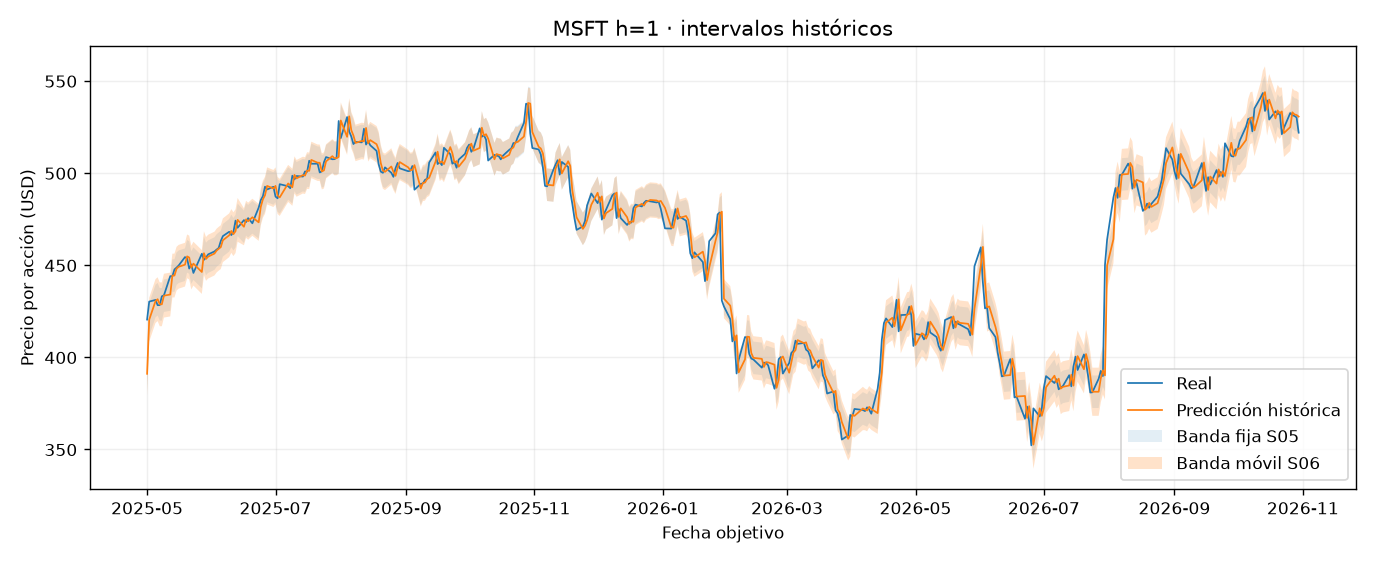 MSFT h=1 · intervalos históricos
Precio por acción (USD)
550
500
450
400
350
2025-05
2025-07
2025-09
2025-11
2026-01
2026-03
2026-05
2026-07
2026-09
2026-11
Fecha objetivo
Real
Predicción histórica
Banda fija S05
Banda móvil S06